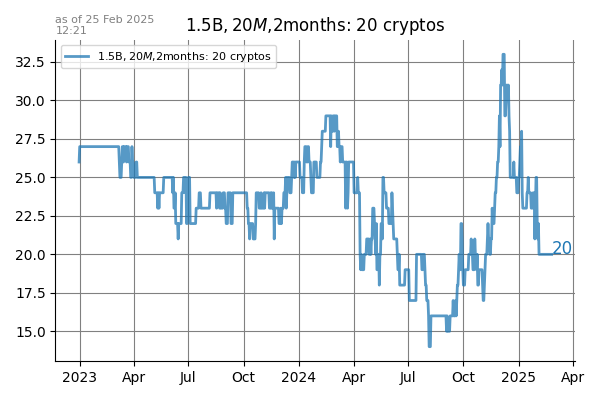 as of 25 Feb 2025
12:21
1.5B,20M,2months: 20 cryptos
1.5B,20M,2months: 20 cryptos
32.5
30.0
27.5
25.0
22.5
20.0
17.5
15.0
20
2023 Apr Jul Oct 2024 Apr Jul Oct 2025 Apr